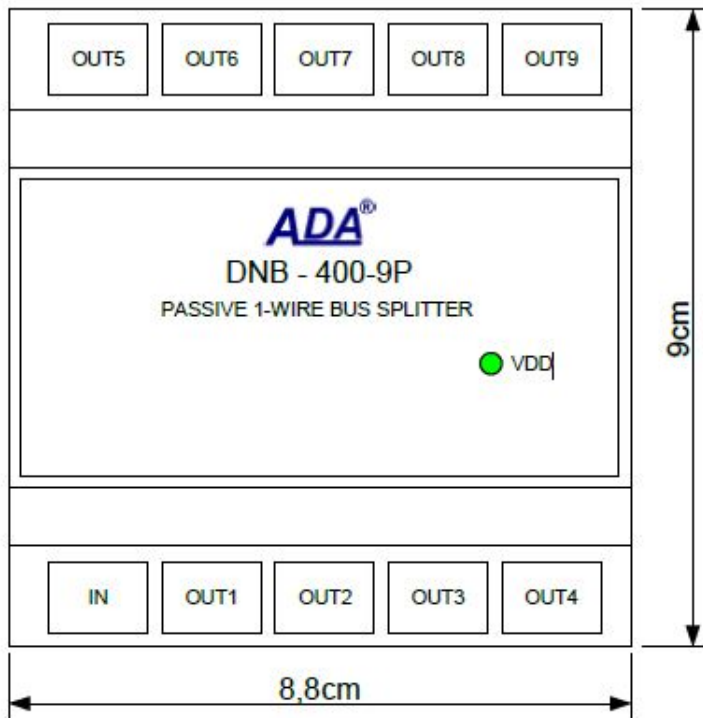 OUT5 OUT6 OUT7 OUT8 OUT9
ADA®
DNB - 400-9P
PASSIVE 1-WIRE BUS SPLITTER
VDD
9cm
IN OUT1 OUT2 OUT3 OUT4
8,8cm